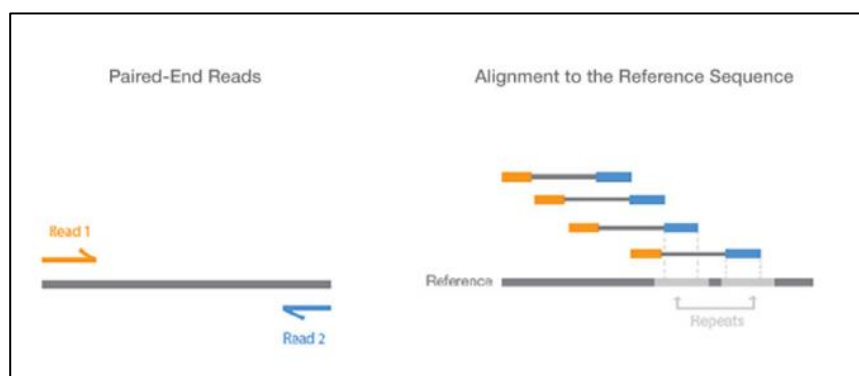 Paired-End Reads
Alignment to the Reference Sequence
Read 1
Read 2
Reference
Repeats